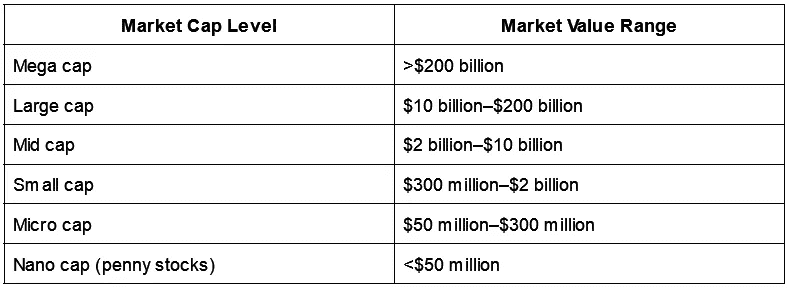 Market Cap Level Market Value Range
Mega cap >$200 billion
Large cap $10 billion–$200 billion
Mid cap $2 billion–$10 billion
Small cap $300 million–$2 billion
Micro cap $50 million–$300 million
Nano cap (penny stocks) <$50 million